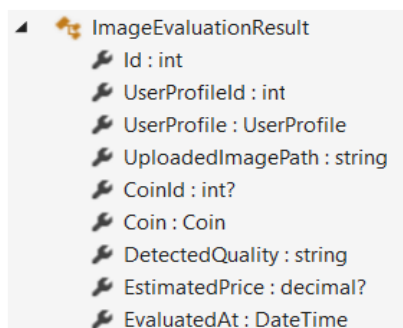 ImageEvaluationResult
Id : int
UserProfileId : int
UserProfile : UserProfile
UploadedImagePath : string
CoinId : int?
Coin : Coin
DetectedQuality : string
EstimatedPrice : decimal?
EvaluatedAt : DateTime